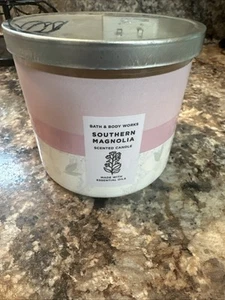 BATH & BODY WORKS
SOUTHERN
MAGNOLIA
SCENTED CANDLE
MADE WITH
ESSENTIAL OILS